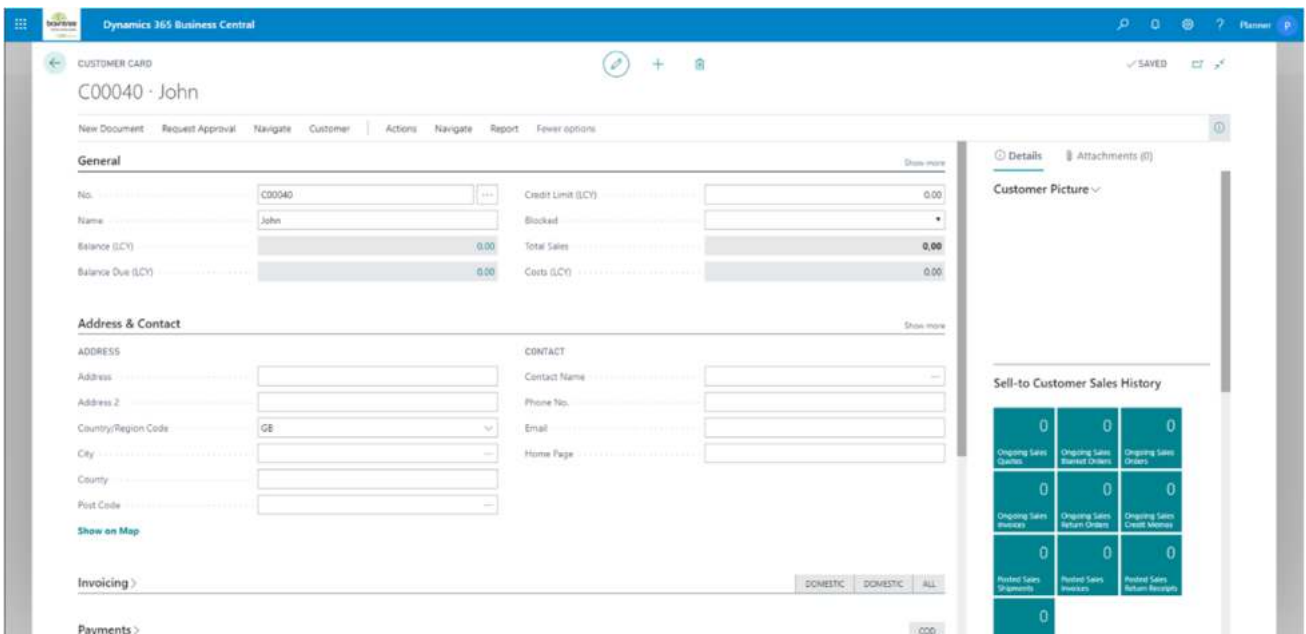 Dynamics 365 Business Central
Planner P
CUSTOMER CARD
SAVED
C00040 · John
New Document Request Approval Navigate Customer Actions Navigate Report Fewer options
General
Show more
No. C00040
Name John
Balance (LCY) 0.00
Balance Due (LCY) 0.00
Credit Limit (LCY) 0.00
Blocked
Total Sales 0,00
Costs (LCY) 0.00
Address & Contact
Show more
ADDRESS
Address
Address 2
Country/Region Code GB
City
County
Post Code
Show on Map
CONTACT
Contact Name
Phone No.
Email
Home Page
Invoicing
DOMESTIC DOMESTIC ALL
Payments
COD
Details Attachments (0)
Customer Picture
Sell-to Customer Sales History
0 0 0
Ongoing Sales Quotes
Ongoing Sales Blanket Orders
Ongoing Sales Orders
0 0 0
Ongoing Sales Invoices
Ongoing Sales Return Orders
Ongoing Sales Credit Memos
0 0 0
Posted Sales Shipments
Posted Sales Invoices
Posted Sales Return Receipts
0